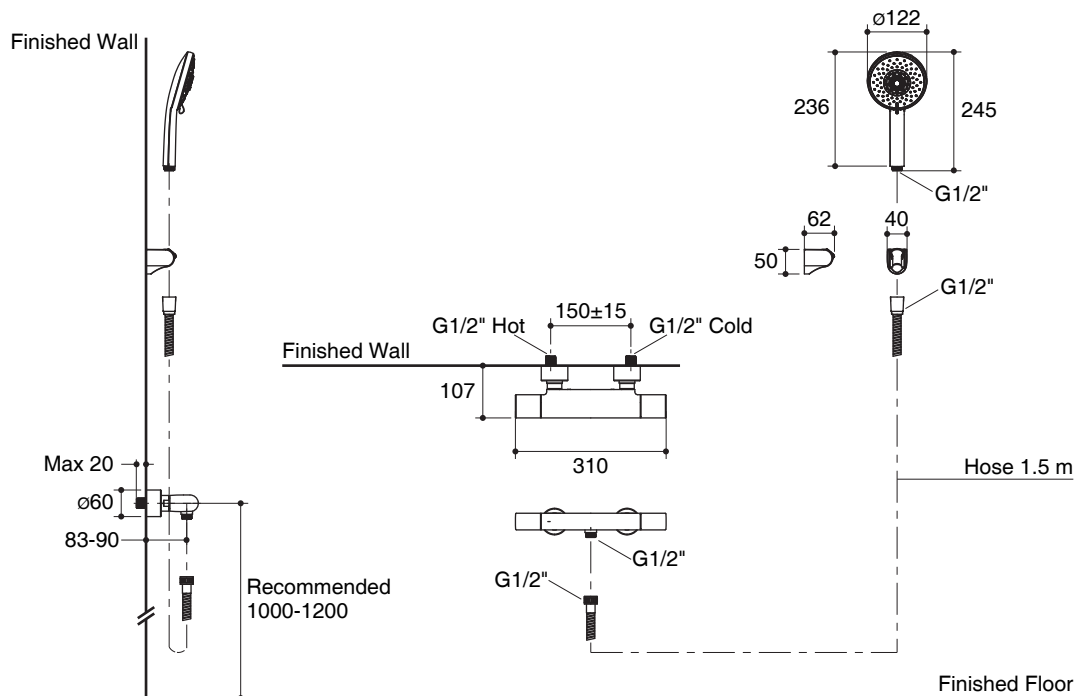 Finished Wall
ø122
236
245
G1/2"
62
40
50
G1/2"
150±15
G1/2" Hot
G1/2" Cold
Finished Wall
107
310
Hose 1.5 m
Max 20
ø60
83-90
G1/2"
G1/2"
Recommended
1000-1200
Finished Floor